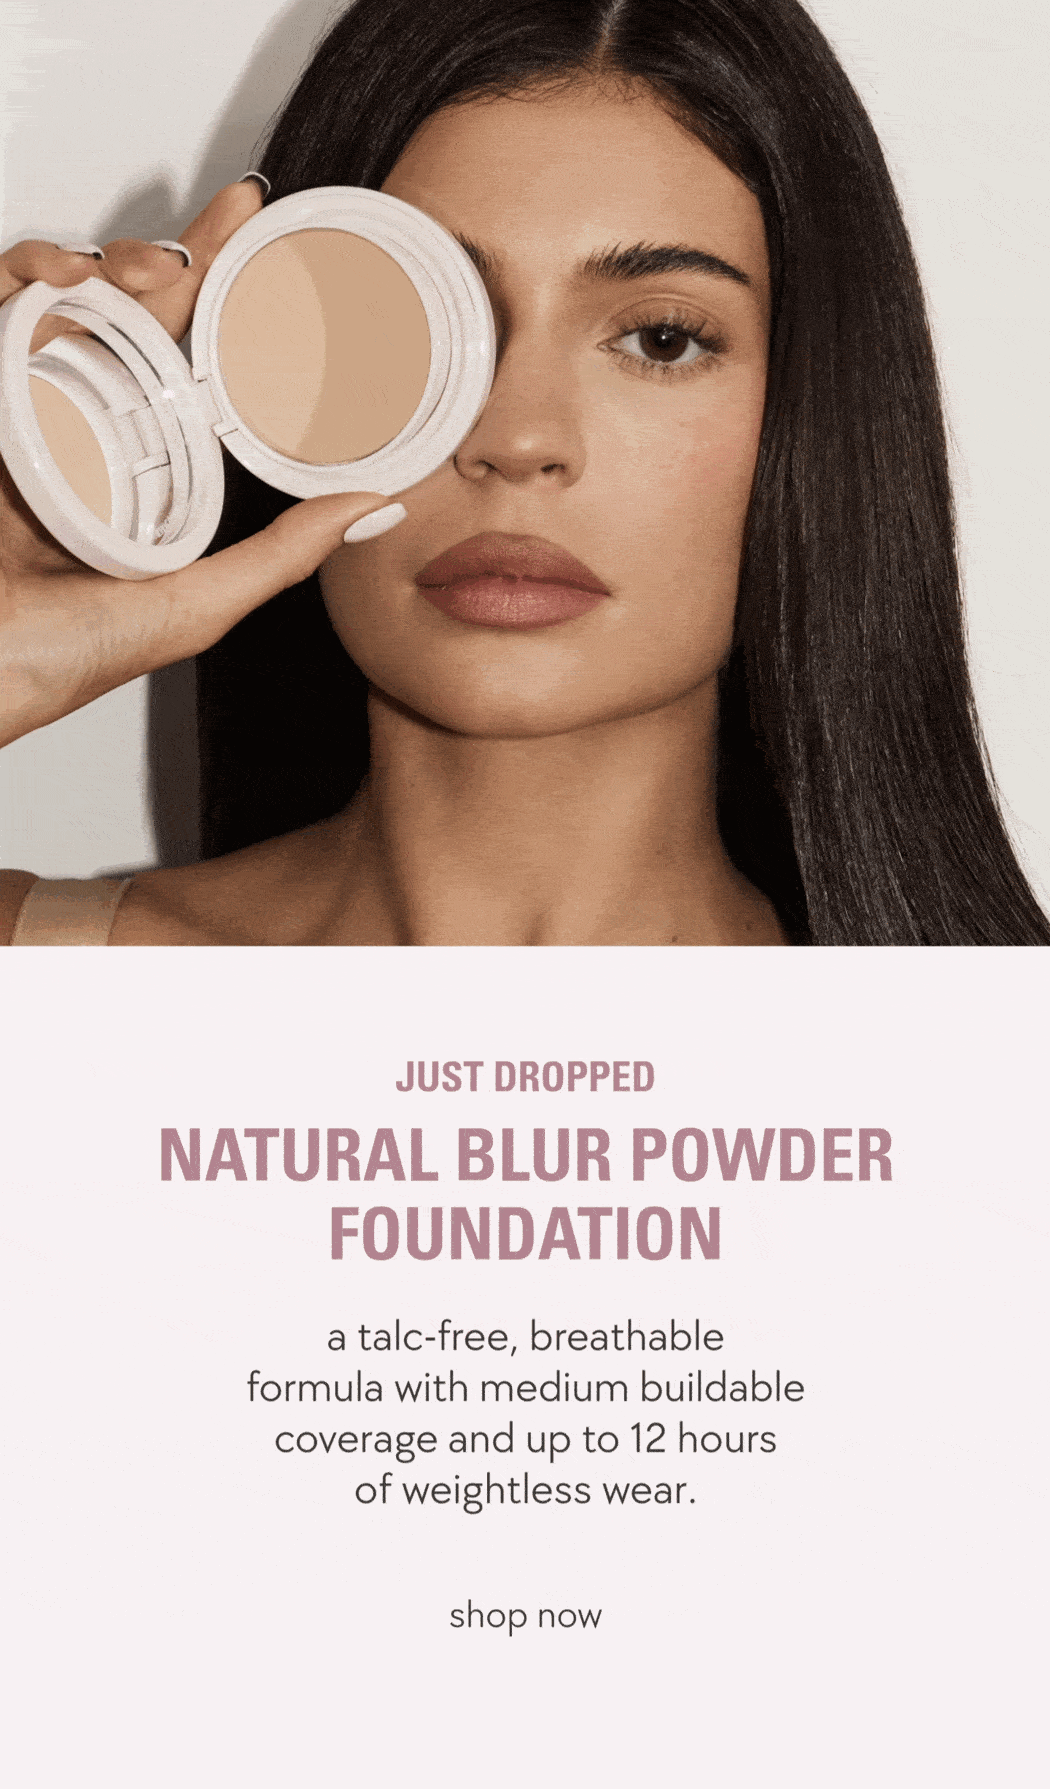 JUST DROPPED
NATURAL BLUR POWDER
FOUNDATION
a talc-free, breathable
formula with medium buildable
coverage and up to 12 hours
of weightless wear.
shop now